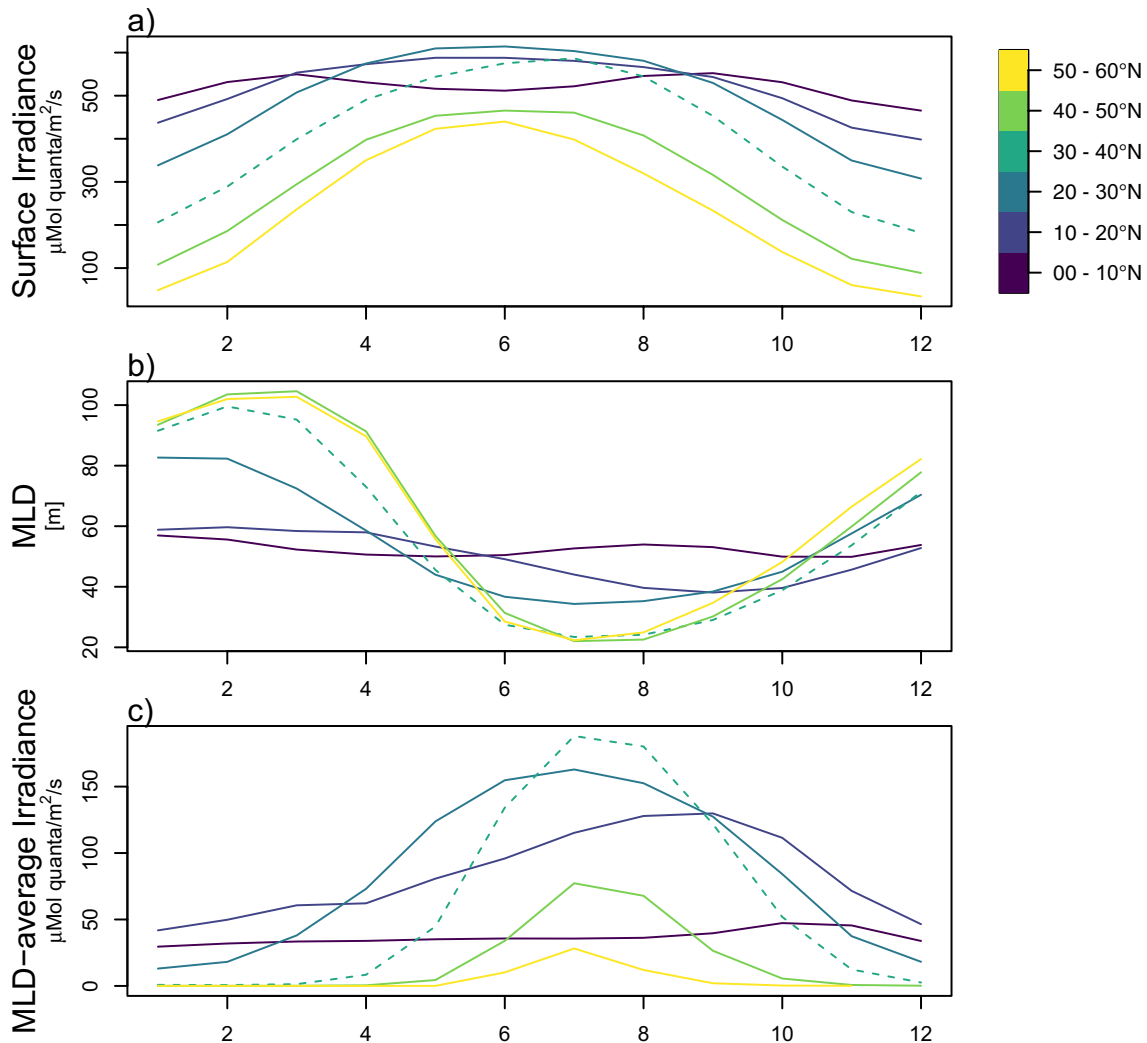 a)
Surface Irradiance
µMol quanta/m²/s
100
300
500
2 4 6 8 10 12
50 - 60°N
40 - 50°N
30 - 40°N
20 - 30°N
10 - 20°N
00 - 10°N
b)
MLD
[m]
20
40
60
80
100
2 4 6 8 10 12
c)
MLD−average Irradiance
µMol quanta/m²/s
0
50
100
150
2 4 6 8 10 12